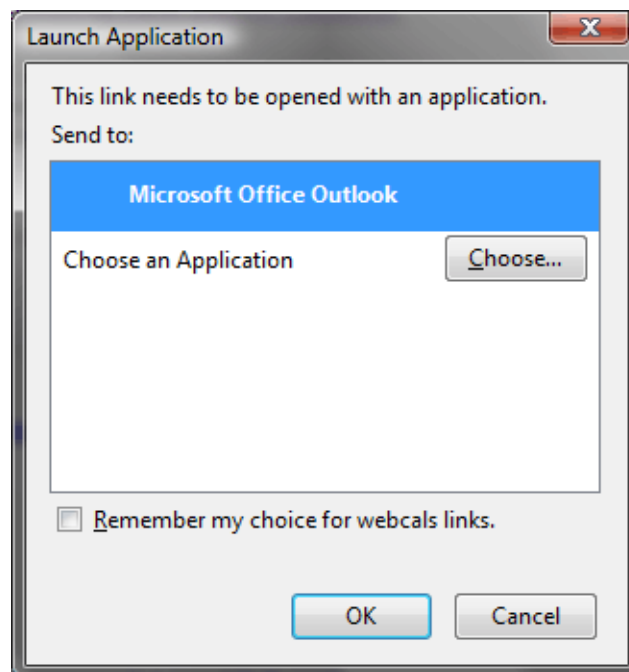 Launch Application
X
This link needs to be opened with an application.
Send to:
Microsoft Office Outlook
Choose an Application
Choose...
Remember my choice for webcals links.
OK
Cancel